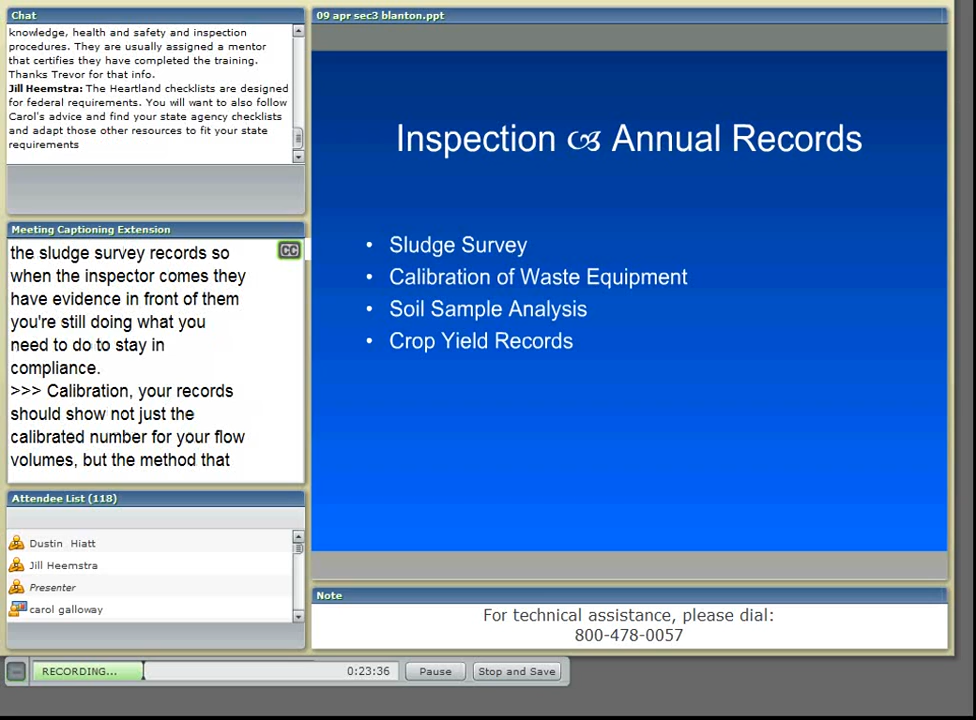 Chat
knowledge, health and safety and inspection
procedures. They are usually assigned a mentor
that certifies they have completed the training.
Thanks Trevor for that info.
Jill Heemstra: The Heartland checklists are designed
for federal requirements. You will want to also follow
Carol's advice and find your state agency checklists
and adapt those other resources to fit your state
requirements
Meeting Captioning Extension
the sludge survey records so
when the inspector comes they
have evidence in front of them
you're still doing what you
need to do to stay in
compliance.
>>> Calibration, your records
should show not just the
calibrated number for your flow
volumes, but the method that
CC
Attendee List (118)
Dustin Hiatt
Jill Heemstra
Presenter
carol galloway
09 apr sec3 blanton.ppt
Inspection Annual Records
• Sludge Survey
• Calibration of Waste Equipment
• Soil Sample Analysis
• Crop Yield Records
Note
For technical assistance, please dial:
800-478-0057
RECORDING... 0:23:36 Pause Stop and Save